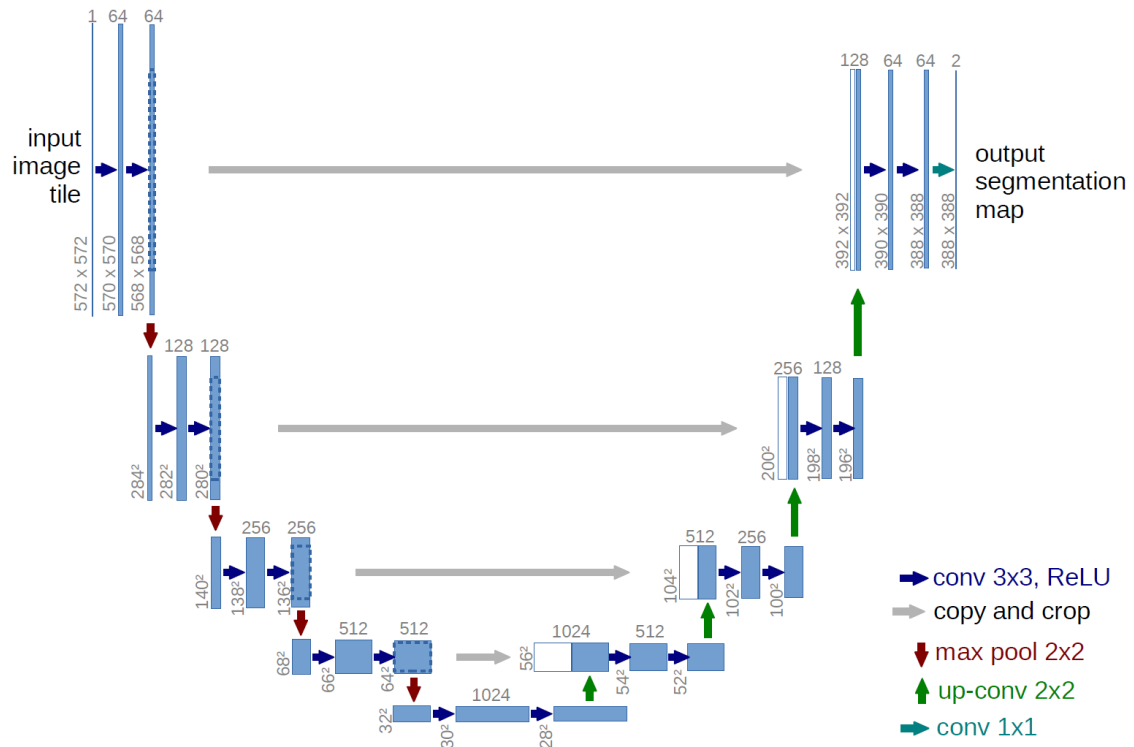 1 64 64
input
image
tile
572 x 572
570 x 570
568 x 568
128 64 64 2
output
segmentation
map
392 x 392
390 x 390
388 x 388
388 x 388
128 128
284²
282²
280²
256 128
200²
198²
196²
256 256
140²
138²
136²
512 256
104²
102²
100²
512 512
68²
66²
64²
1024 512
56²
54²
52²
1024
32²
30²
28²
conv 3x3, ReLU
copy and crop
max pool 2x2
up-conv 2x2
conv 1x1